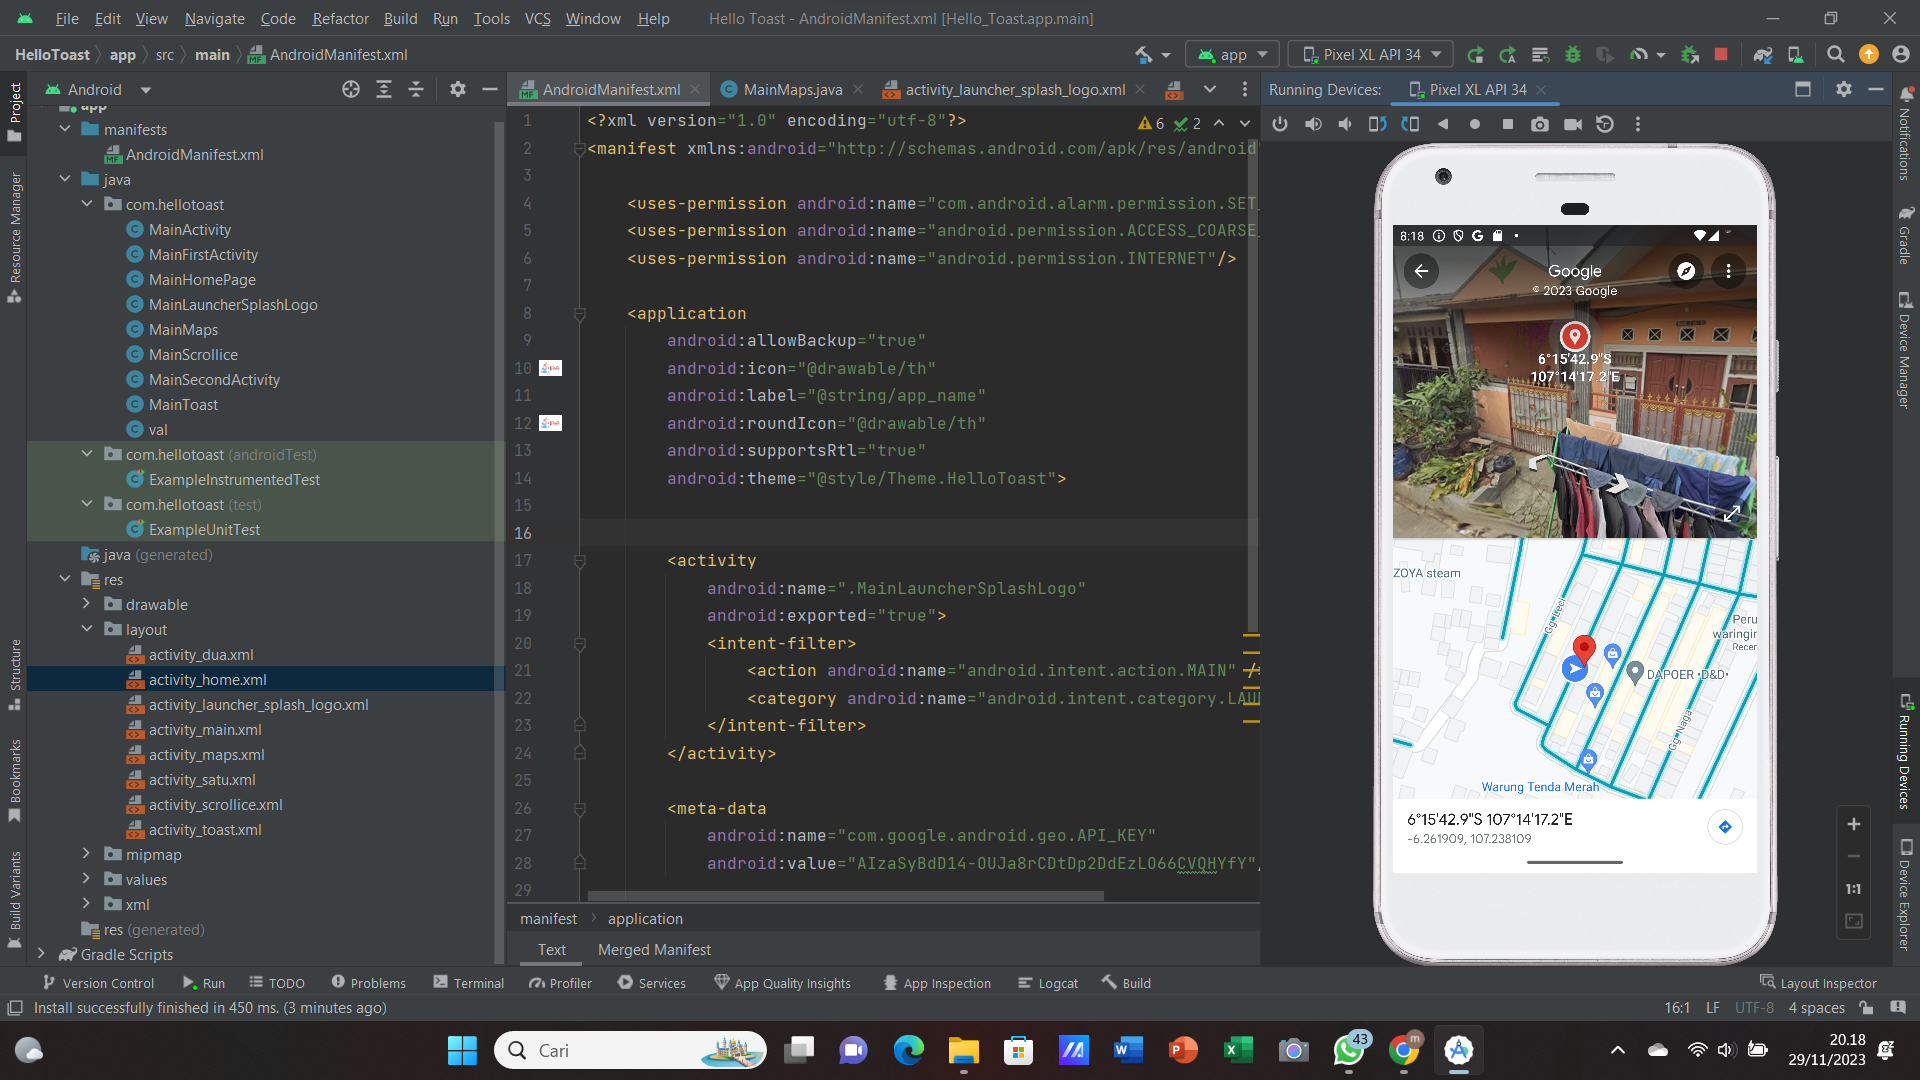 File Edit View Navigate Code Refactor Build Run Tools VCS Window Help Hello Toast - AndroidManifest.xml [Hello_Toast.app.main]
HelloToast app src main AndroidManifest.xml
app
Pixel XL API 34
Android
AndroidManifest.xml
MainMaps.java
activity_launcher_splash_logo.xml
Running Devices:
Pixel XL API 34
Project
Resource Manager
Structure
Bookmarks
Build Variants
app
manifests
AndroidManifest.xml
java
com.hellotoast
MainActivity
MainFirstActivity
MainHomePage
MainLauncherSplashLogo
MainMaps
MainScrollice
MainSecondActivity
MainToast
val
com.hellotoast (androidTest)
ExampleInstrumentedTest
com.hellotoast (test)
ExampleUnitTest
java (generated)
res
drawable
layout
activity_dua.xml
activity_home.xml
activity_launcher_splash_logo.xml
activity_main.xml
activity_maps.xml
activity_satu.xml
activity_scrollice.xml
activity_toast.xml
mipmap
values
xml
res (generated)
Gradle Scripts
6 2
1 <?xml version="1.0" encoding="utf-8"?>
2 <manifest xmlns:android="http://schemas.android.com/apk/res/android
3
4 <uses-permission android:name="com.android.alarm.permission.SET_
5 <uses-permission android:name="android.permission.ACCESS_COARSE_
6 <uses-permission android:name="android.permission.INTERNET"/>
7
8 <application
9 android:allowBackup="true"
10 android:icon="@drawable/th"
11 android:label="@string/app_name"
12 android:roundIcon="@drawable/th"
13 android:supportsRtl="true"
14 android:theme="@style/Theme.HelloToast">
15
16
17 <activity
18 android:name=".MainLauncherSplashLogo"
19 android:exported="true">
20 <intent-filter>
21 <action android:name="android.intent.action.MAIN" />
22 <category android:name="android.intent.category.LAU
23 </intent-filter>
24 </activity>
25
26 <meta-data
27 android:name="com.google.android.geo.API_KEY"
28 android:value="AIzaSyBdD14-OUJa8rCDtDp2DdEzLO66CVQHYfY"/
29
manifest application
Text Merged Manifest
8:18
Google
© 2023 Google
6°15'42.9"S
107°14'17.2"E
ZOYA steam
Gg. Leci
Peru
waringin
Recen
DAPOER •D&D•
Gg. Naga
Warung Tenda Merah
6°15'42.9"S 107°14'17.2"E
-6.261909, 107.238109
1:1
Notifications
Gradle
Device Manager
Running Devices
Device Explorer
Version Control Run TODO Problems Terminal Profiler Services App Quality Insights App Inspection Logcat Build Layout Inspector
Install successfully finished in 450 ms. (3 minutes ago)
16:1 LF UTF-8 4 spaces
Cari
43
m
20.18
29/11/2023